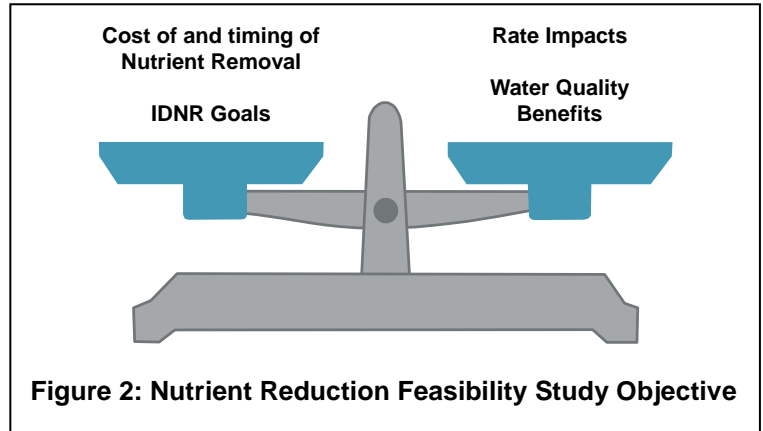 Cost of and timing of
Nutrient Removal
IDNR Goals
Rate Impacts
Water Quality
Benefits
Figure 2: Nutrient Reduction Feasibility Study Objective